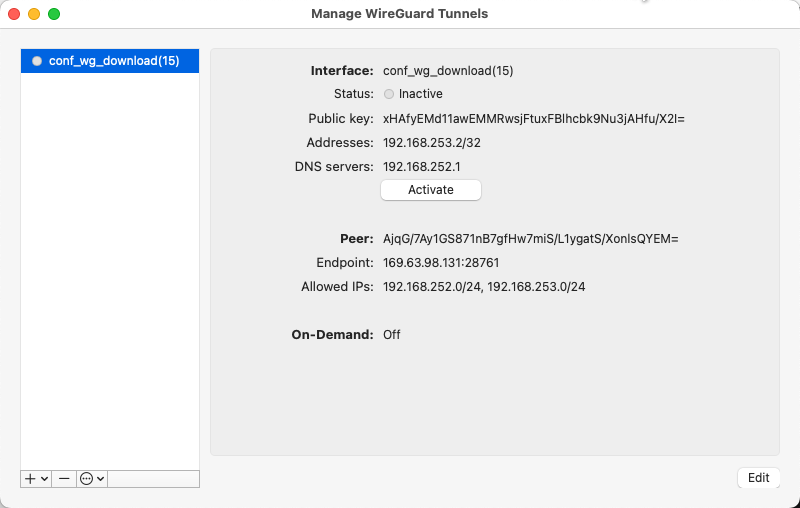 Manage WireGuard Tunnels
conf_wg_download(15)
Interface: conf_wg_download(15)
Status: Inactive
Public key: xHAfyEMd11awEMMRwsjFtuxFBlhcbk9Nu3jAHfu/X2I=
Addresses: 192.168.253.2/32
DNS servers: 192.168.252.1
Activate
Peer: AjqG/7Ay1GS871nB7gfHw7miS/L1ygatS/XonlsQYEM=
Endpoint: 169.63.98.131:28761
Allowed IPs: 192.168.252.0/24, 192.168.253.0/24
On-Demand: Off
Edit